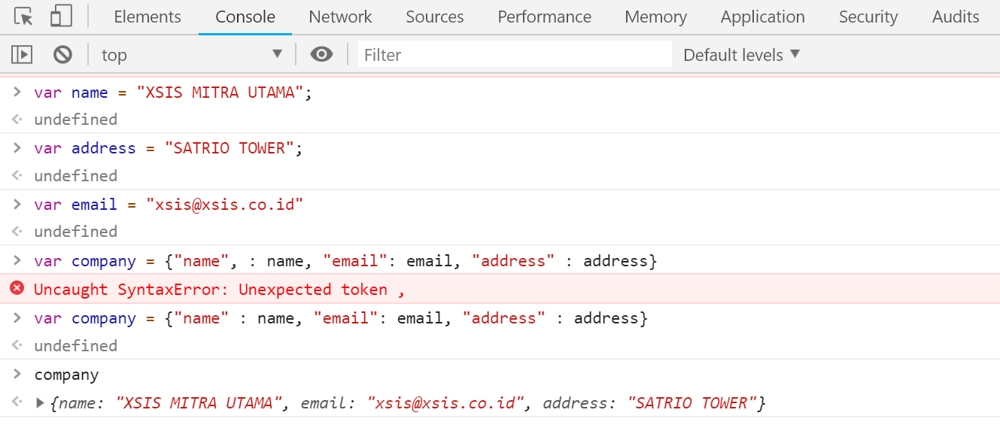 Elements Console Network Sources Performance Memory Application Security Audits
top Filter Default levels
> var name = "XSIS MITRA UTAMA";
undefined
> var address = "SATRIO TOWER";
undefined
> var email = "xsis@xsis.co.id"
undefined
> var company = {"name", : name, "email": email, "address" : address}
Uncaught SyntaxError: Unexpected token ,
> var company = {"name" : name, "email": email, "address" : address}
undefined
> company
{name: "XSIS MITRA UTAMA", email: "xsis@xsis.co.id", address: "SATRIO TOWER"}